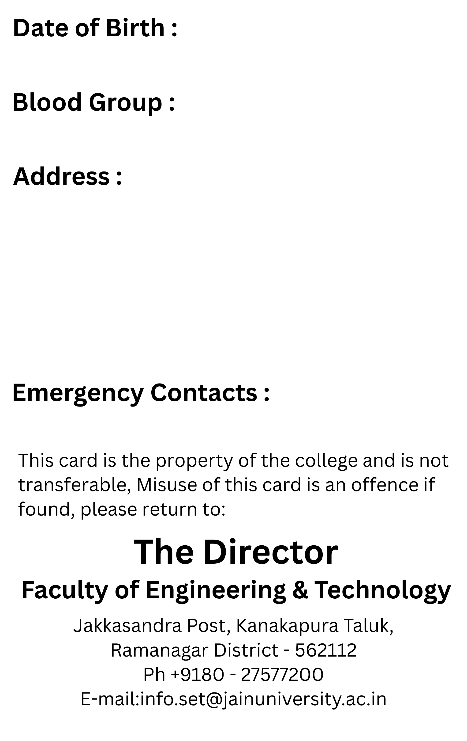 Date of Birth :
Blood Group :
Address :
Emergency Contacts :
This card is the property of the college and is not
transferable, Misuse of this card is an offence if
found, please return to:
The Director
Faculty of Engineering & Technology
Jakkasandra Post, Kanakapura Taluk,
Ramanagar District - 562112
Ph +9180 - 27577200
E-mail:info.set@jainuniversity.ac.in